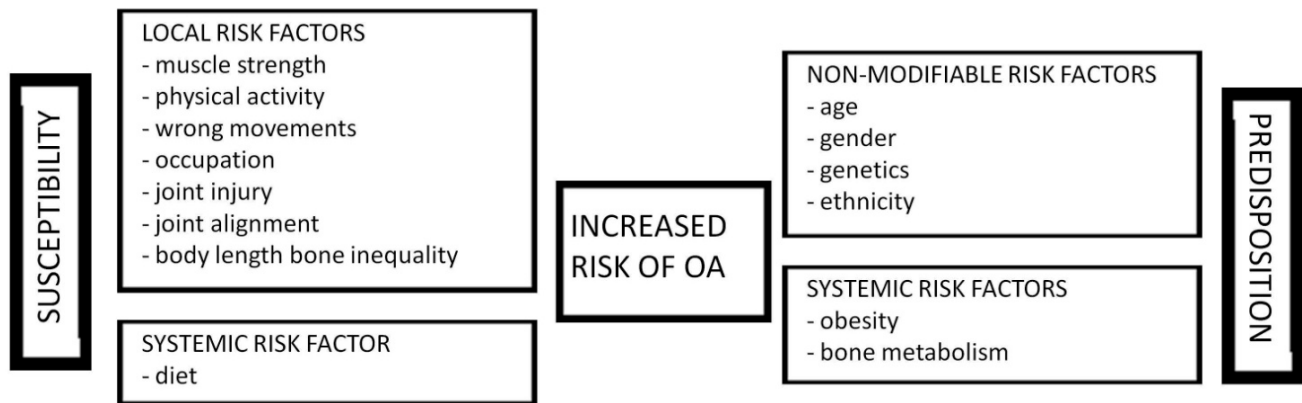 SUSCEPTIBILITY
LOCAL RISK FACTORS
- muscle strength
- physical activity
- wrong movements
- occupation
- joint injury
- joint alignment
- body length bone inequality
SYSTEMIC RISK FACTOR
- diet
INCREASED
RISK OF OA
NON-MODIFIABLE RISK FACTORS
- age
- gender
- genetics
- ethnicity
SYSTEMIC RISK FACTORS
- obesity
- bone metabolism
PREDISPOSITION